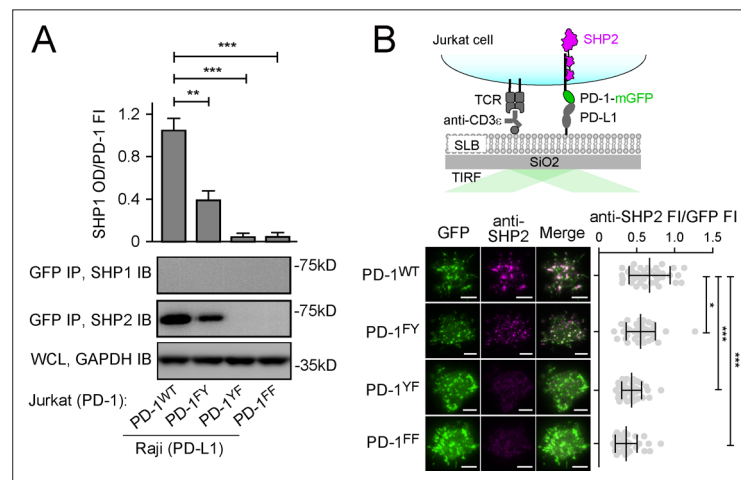 A
***
***
**
SHP1 OD/PD-1 FI
1.2
0.8
0.4
0
GFP IP, SHP1 IB
-75kD
GFP IP, SHP2 IB
-75kD
WCL, GAPDH IB
-35kD
Jurkat (PD-1):
PD-1WT
PD-1FY
PD-1YF
PD-1FF
Raji (PD-L1)
B
Jurkat cell
SHP2
TCR
PD-1-mGFP
anti-CD3ε
PD-L1
SLB
SiO2
TIRF
anti-SHP2 FI/GFP FI
GFP
anti-SHP2
Merge
0
0.5
1.0
1.5
PD-1WT
PD-1FY
PD-1YF
PD-1FF
*
***
***